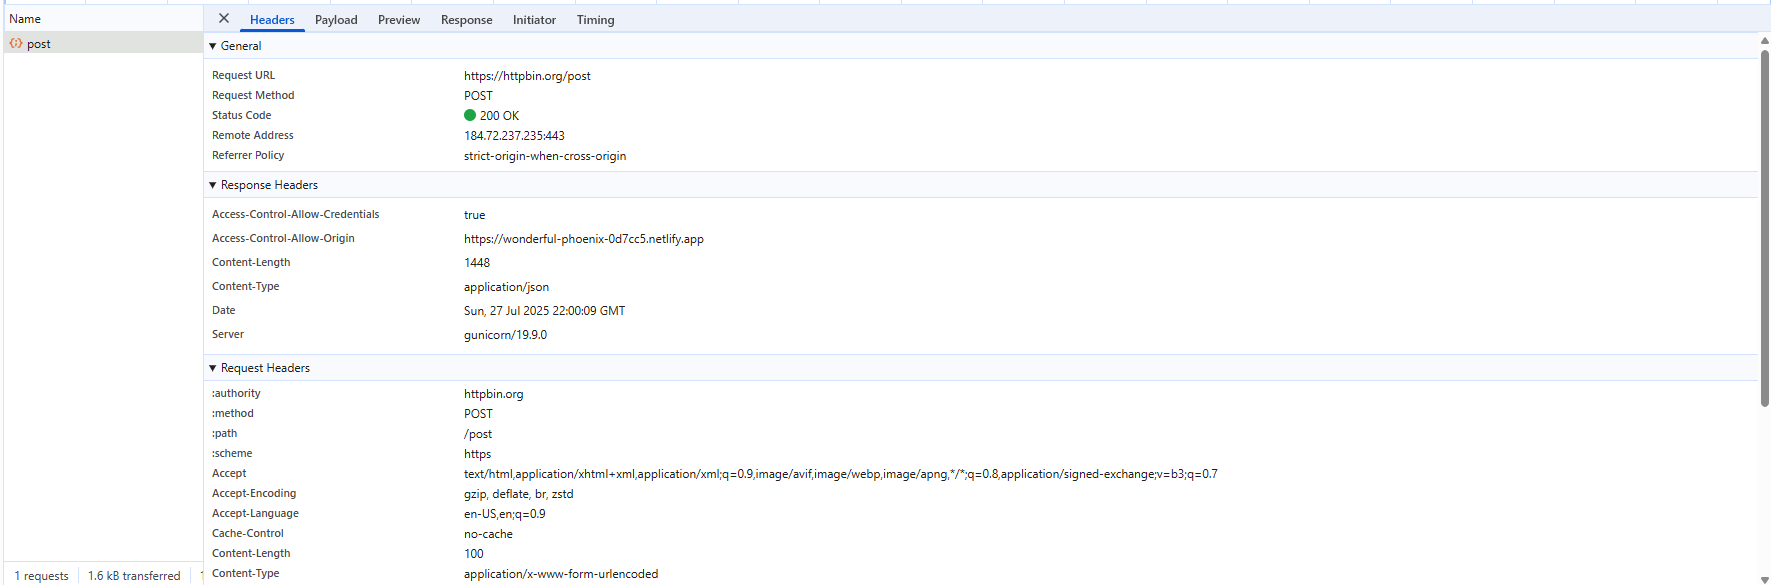 Name
post
1 requests 1.6 kB transferred
Headers Payload Preview Response Initiator Timing
General
Request URL https://httpbin.org/post
Request Method POST
Status Code 200 OK
Remote Address 184.72.237.235:443
Referrer Policy strict-origin-when-cross-origin
Response Headers
Access-Control-Allow-Credentials true
Access-Control-Allow-Origin https://wonderful-phoenix-0d7cc5.netlify.app
Content-Length 1448
Content-Type application/json
Date Sun, 27 Jul 2025 22:00:09 GMT
Server gunicorn/19.9.0
Request Headers
:authority httpbin.org
:method POST
:path /post
:scheme https
Accept text/html,application/xhtml+xml,application/xml;q=0.9,image/avif,image/webp,image/apng,*/*;q=0.8,application/signed-exchange;v=b3;q=0.7
Accept-Encoding gzip, deflate, br, zstd
Accept-Language en-US,en;q=0.9
Cache-Control no-cache
Content-Length 100
Content-Type application/x-www-form-urlencoded